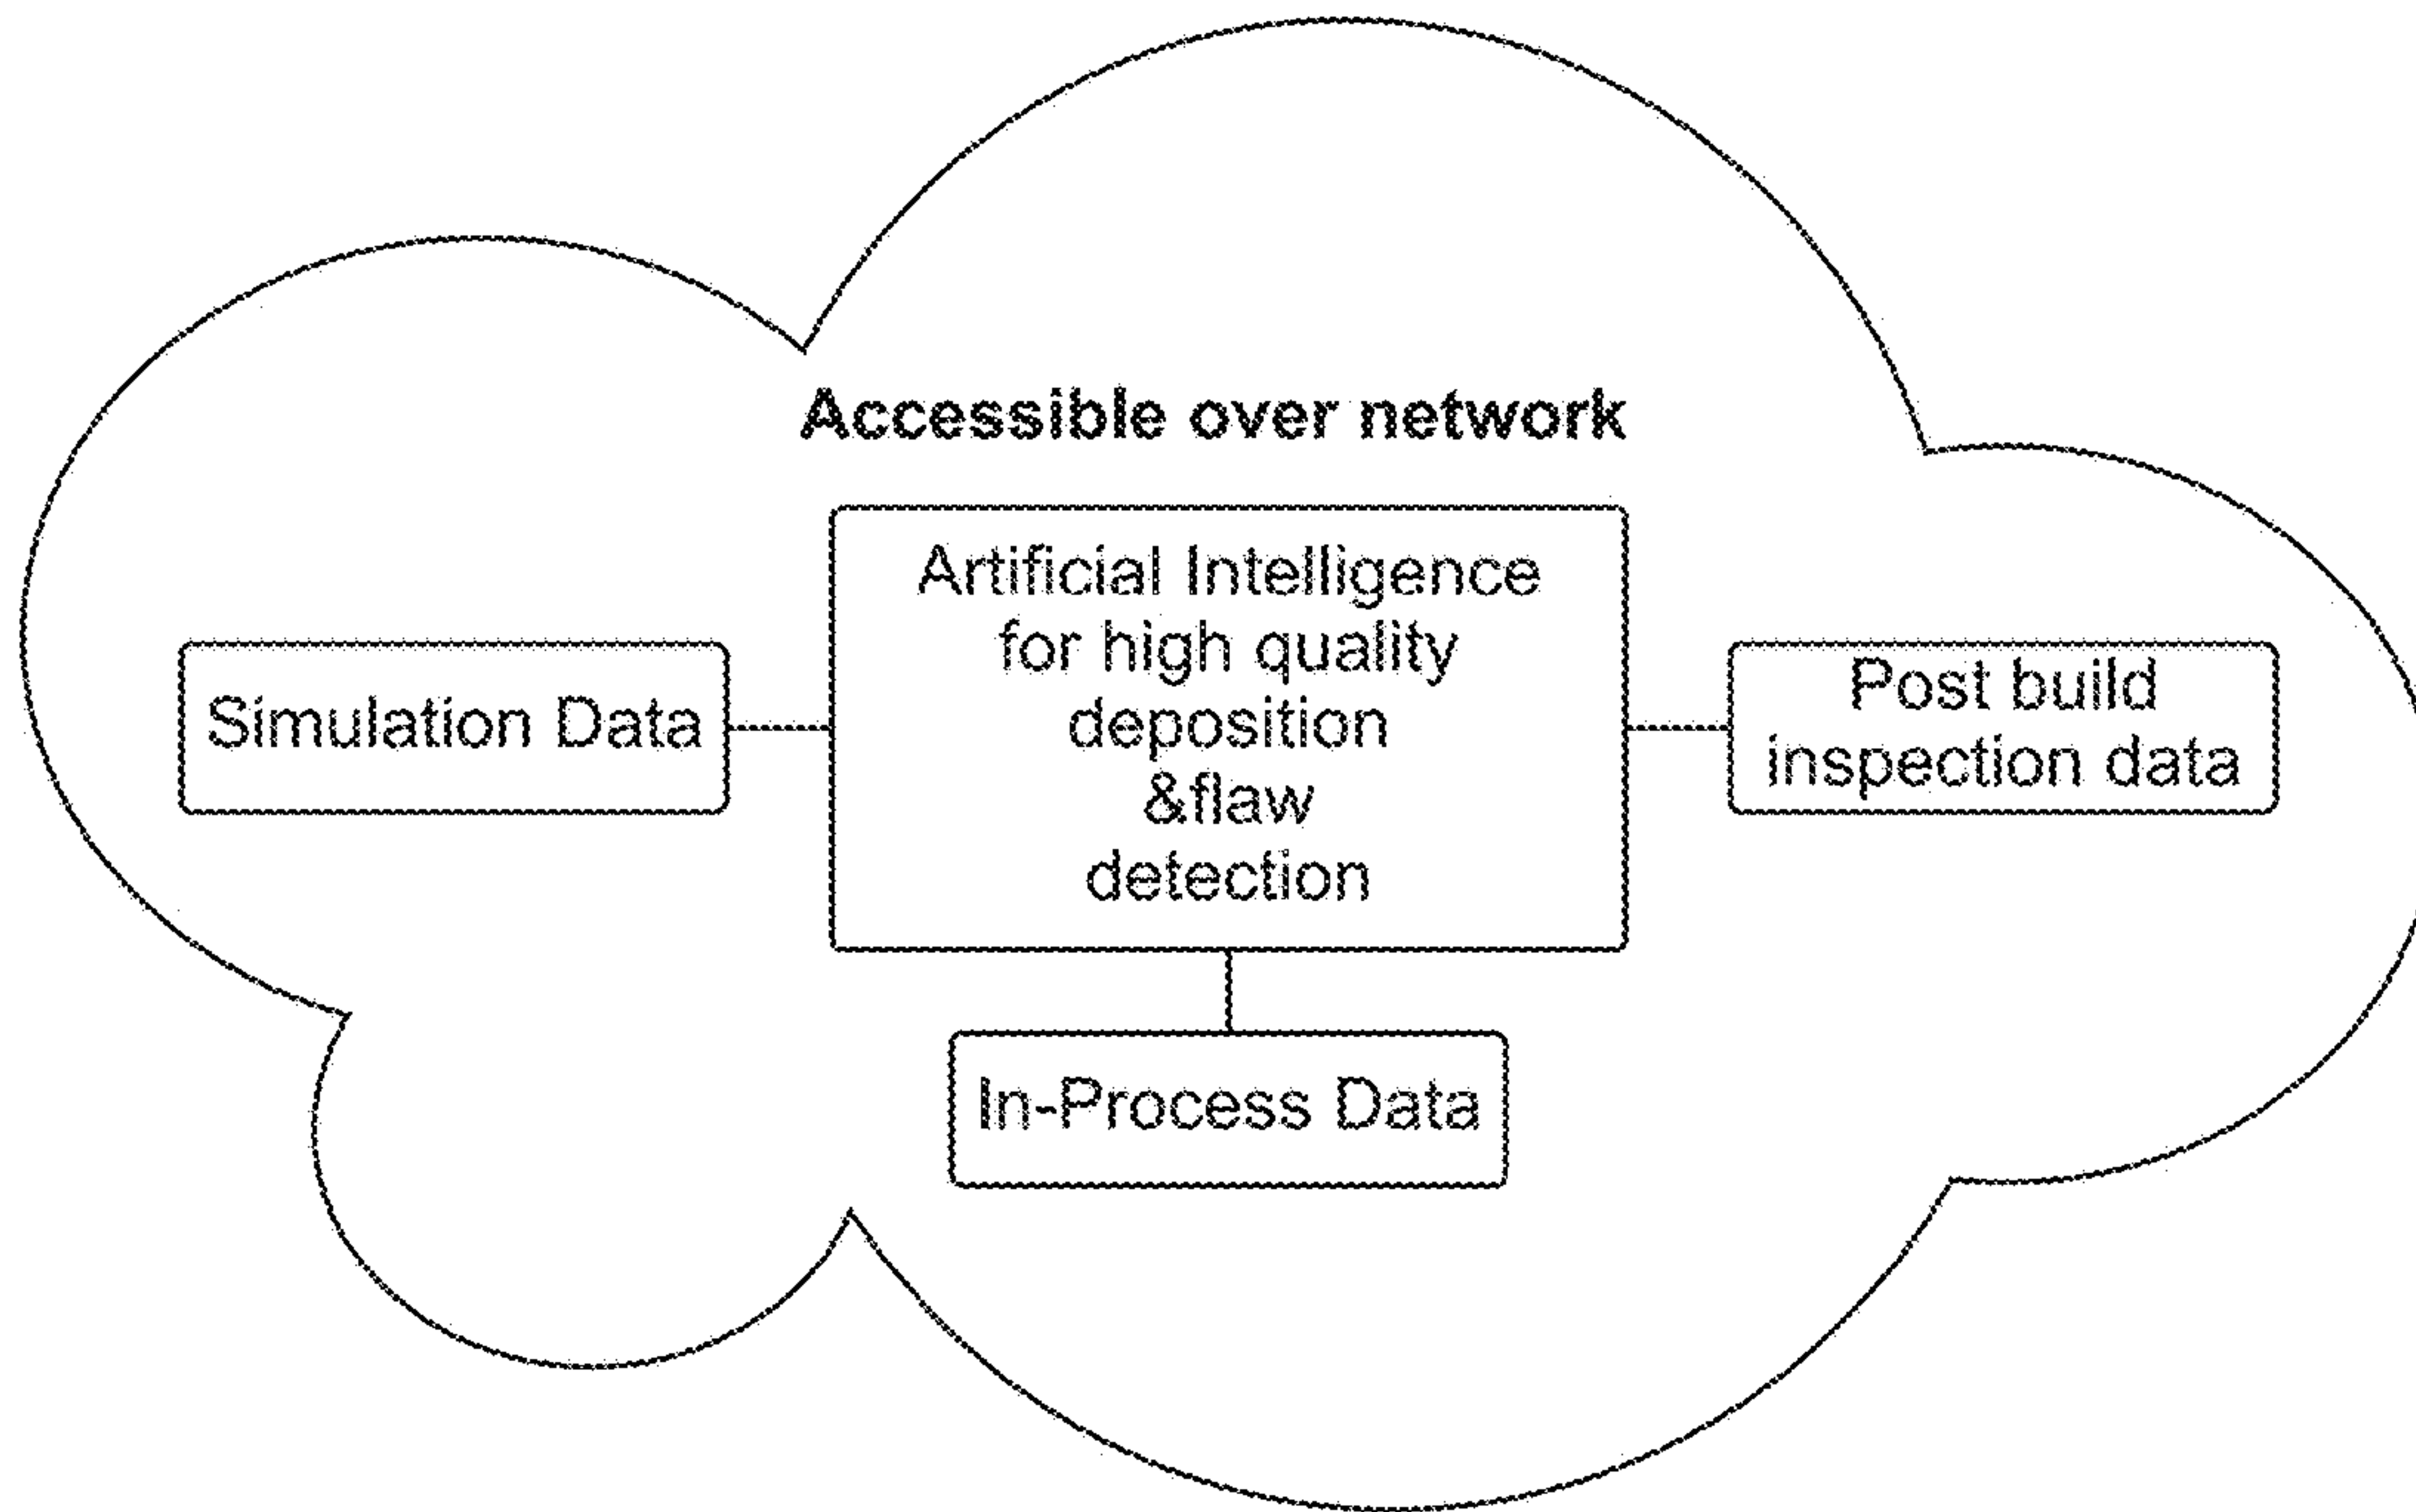 Accessible over network
Artificial Intelligence
for high quality
deposition
&flaw
detection
Simulation Data
Post build
inspection data
In-Process Data